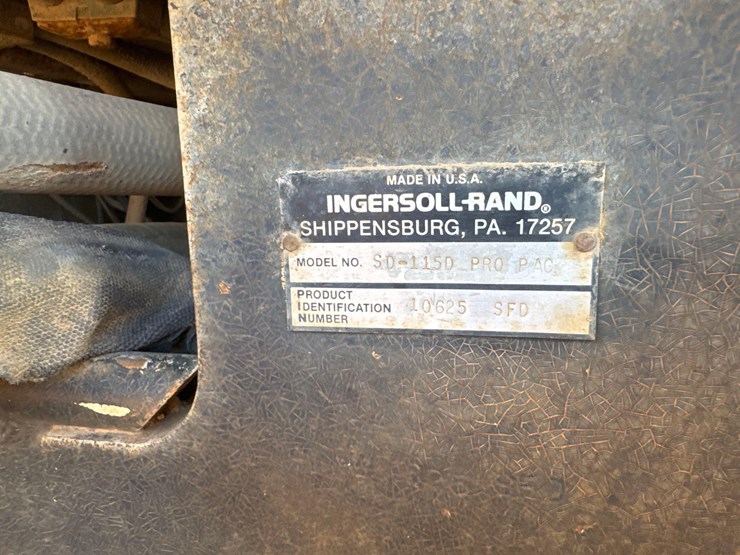 MADE IN U.S.A.
INGERSOLL-RAND®
SHIPPENSBURG, PA. 17257
MODEL NO. SD-115D PRO PAC
PRODUCT IDENTIFICATION NUMBER 10625 SFD